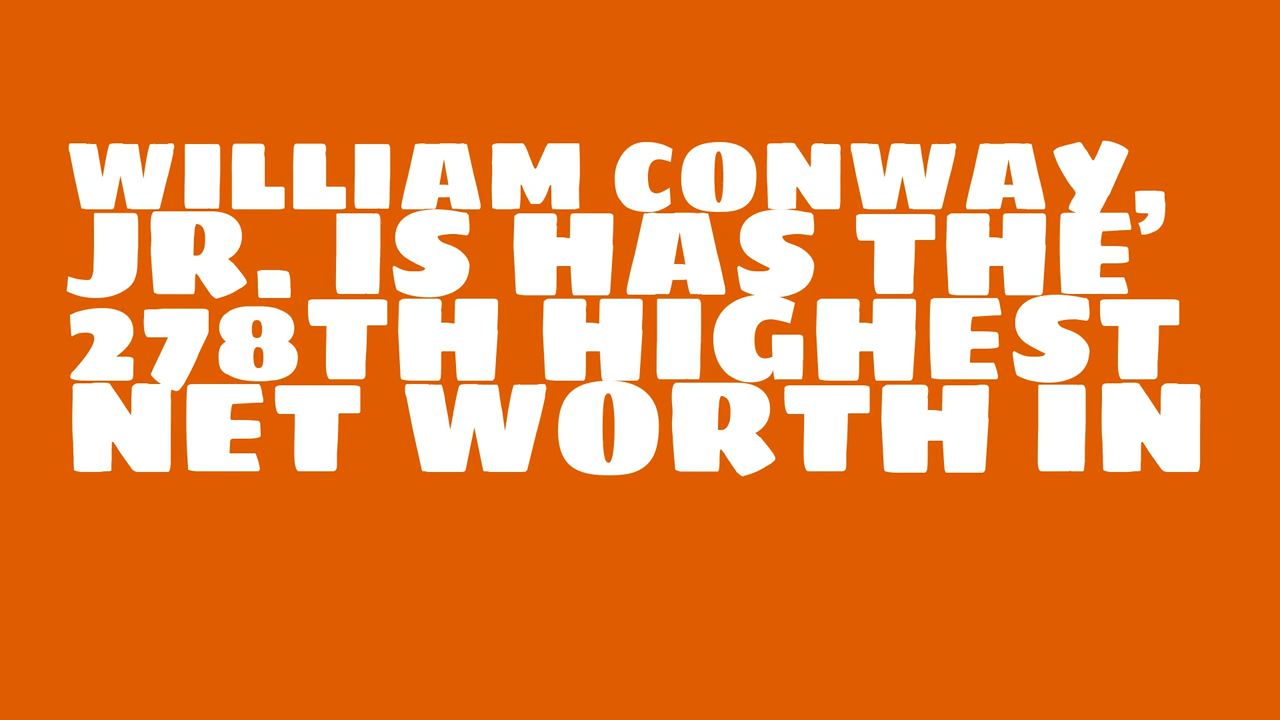 WILLIAM CONWAY,
JR. IS HAS THE
278TH HIGHEST
NET WORTH IN